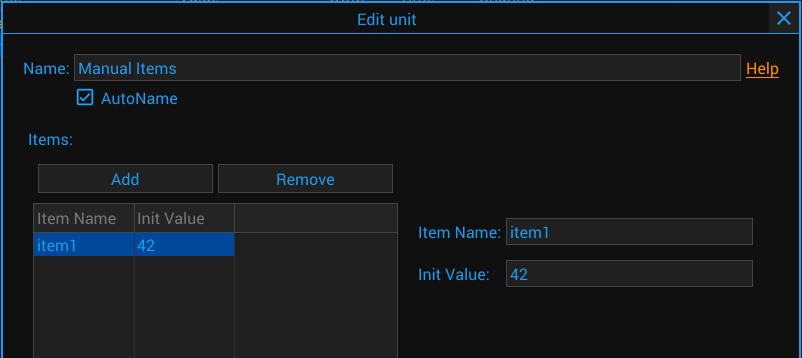 Edit unit
Name: Manual Items Help
AutoName
Items:
Add Remove
Item Name Init Value
item1 42
Item Name: item1
Init Value: 42